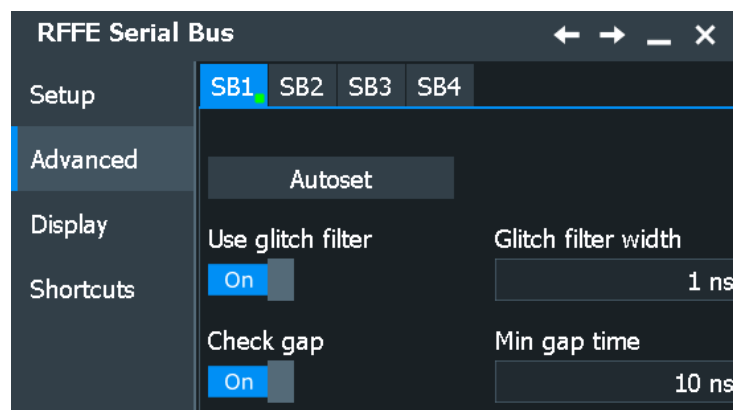 RFFE Serial Bus
Setup
Advanced
Display
Shortcuts
SB1 SB2 SB3 SB4
Autoset
Use glitch filter
On
Glitch filter width
1 ns
Check gap
On
Min gap time
10 ns